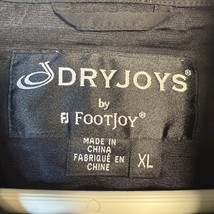 DRYJOYS®
by
FJ FOOTJOY®
MADE IN
CHINA
FABRIQUÉ EN
CHINE
XL